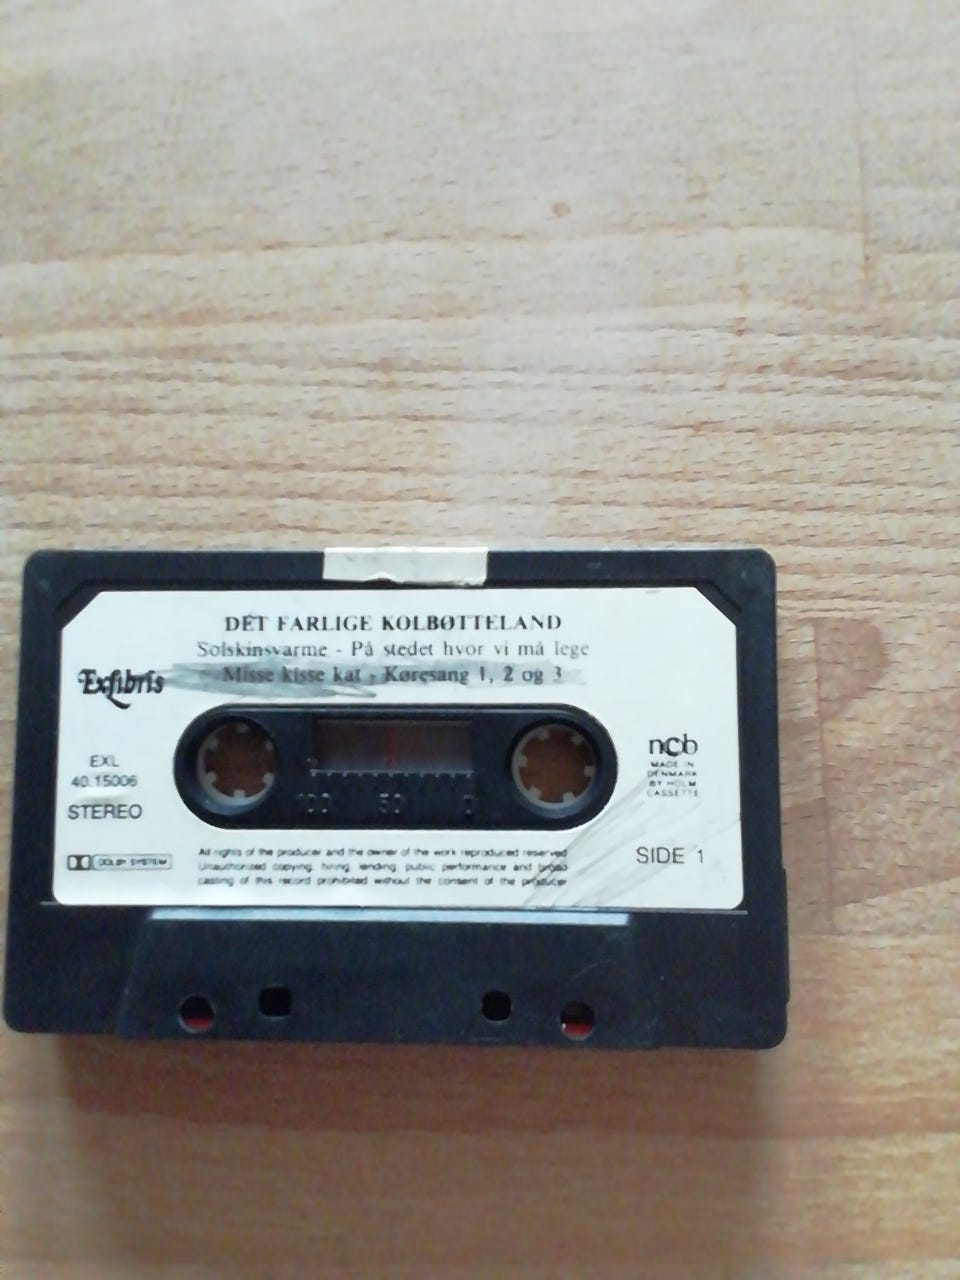 DET FARLIGE KOLBØTTELAND
Solskinsvarme - På stedet hvor vi må lege
Misse kisse kat - Køresang 1, 2 og 3
Exlibris
EXL
40.15006
STEREO
DOLBY SYSTEM
100 50 0
ncb
MADE IN
DENMARK
BY HOLM
CASSETTE
SIDE 1
All rights of the producer and the owner of the work reproduced reserved
Unauthorized copying, hiring, lending, public performance and broad
casting of this record prohibited without the consent of the producer